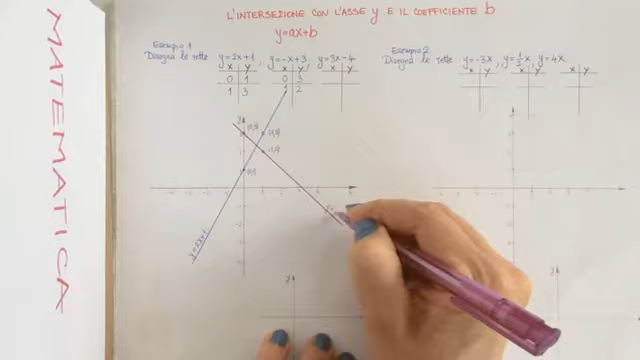 MATEMATICA
L'INTERSEZIONE CON L'ASSE y E IL COEFFICIENTE b
y=ax+b
Esempio 1
Disegna le rette y=2x+1, y=-x+3, y=3x-4
x y
0 1
1 3
x y
0 3
1 2
x y
Esempio 2
Disegna le rette y=-3x, y=½x, y=4x
x y
x y
x y
y=2x+1